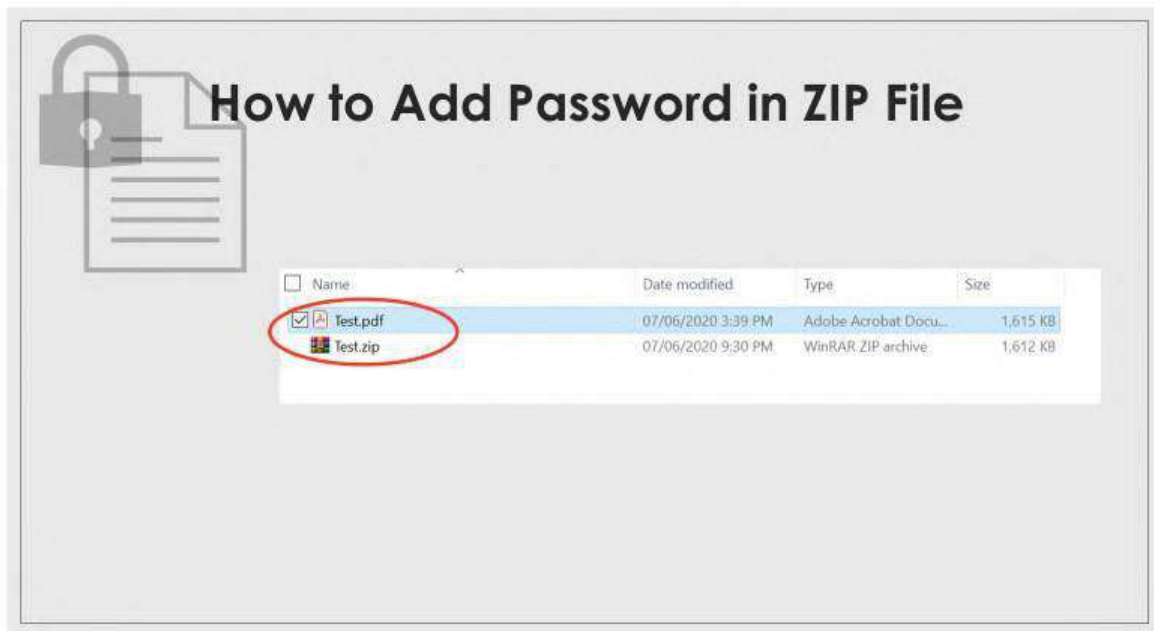 How to Add Password in ZIP File
Name Date modified Type Size
Test.pdf 07/06/2020 3:39 PM Adobe Acrobat Docu... 1,615 KB
Test.zip 07/06/2020 9:30 PM WinRAR ZIP archive 1,612 KB